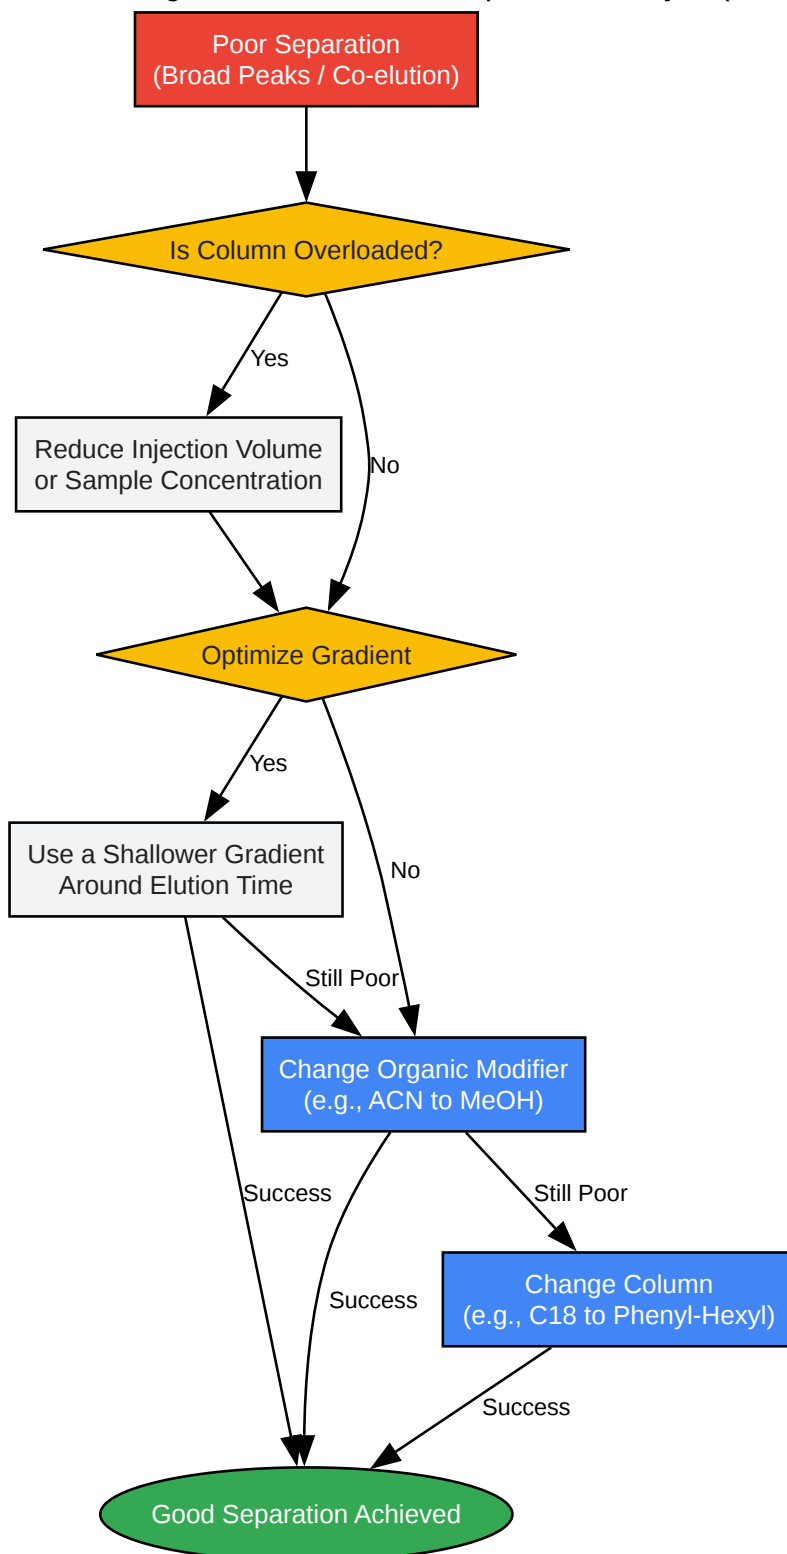 Poor Separation
(Broad Peaks / Co-elution)
Is Column Overloaded?
Yes
Reduce Injection Volume
or Sample Concentration
No
Optimize Gradient
Yes
Use a Shallower Gradient
Around Elution Time
No
Still Poor
Change Organic Modifier
(e.g., ACN to MeOH)
Success
Still Poor
Change Column
(e.g., C18 to Phenyl-Hexyl)
Success
Success
Good Separation Achieved